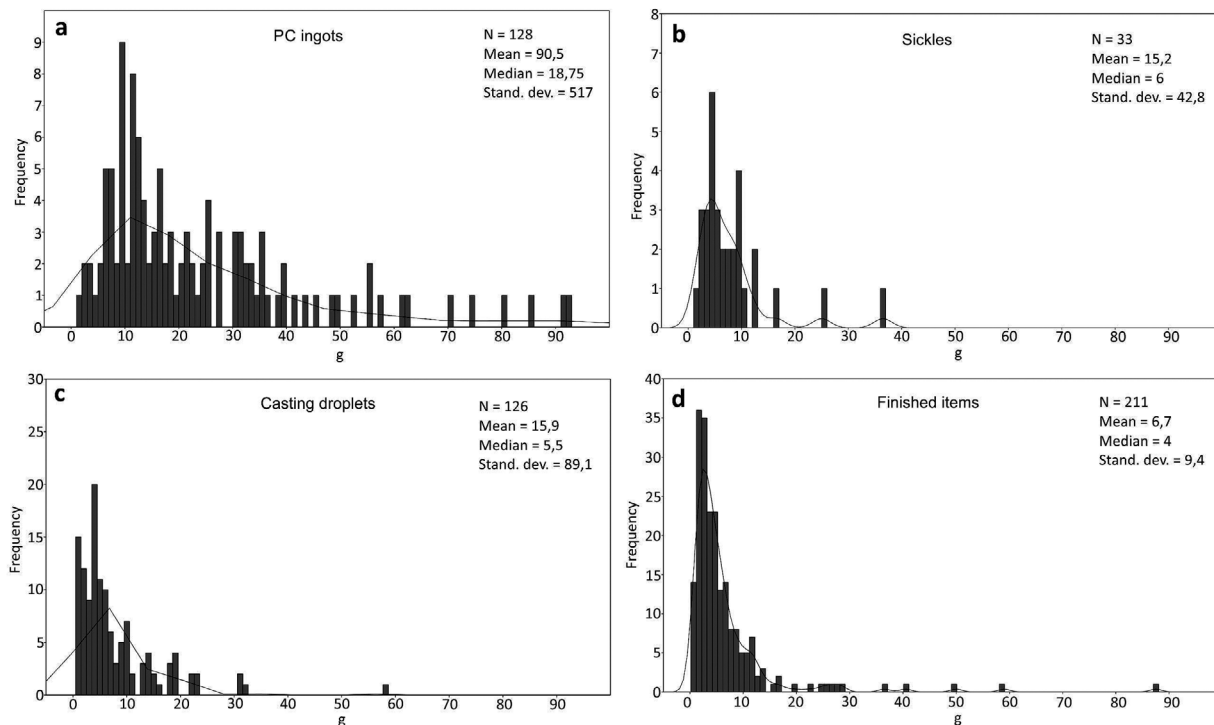 a
PC ingots
N = 128
Mean = 90,5
Median = 18,75
Stand. dev. = 517
Frequency
9
8
7
6
5
4
3
2
1
0
0 10 20 30 40 50 60 70 80 90
g
b
Sickles
N = 33
Mean = 15,2
Median = 6
Stand. dev. = 42,8
Frequency
8
7
6
5
4
3
2
1
0
0 10 20 30 40 50 60 70 80 90
g
c
Casting droplets
N = 126
Mean = 15,9
Median = 5,5
Stand. dev. = 89,1
Frequency
30
25
20
15
10
5
0
0 10 20 30 40 50 60 70 80 90
g
d
Finished items
N = 211
Mean = 6,7
Median = 4
Stand. dev. = 9,4
Frequency
40
35
30
25
20
15
10
5
0
0 10 20 30 40 50 60 70 80 90
g